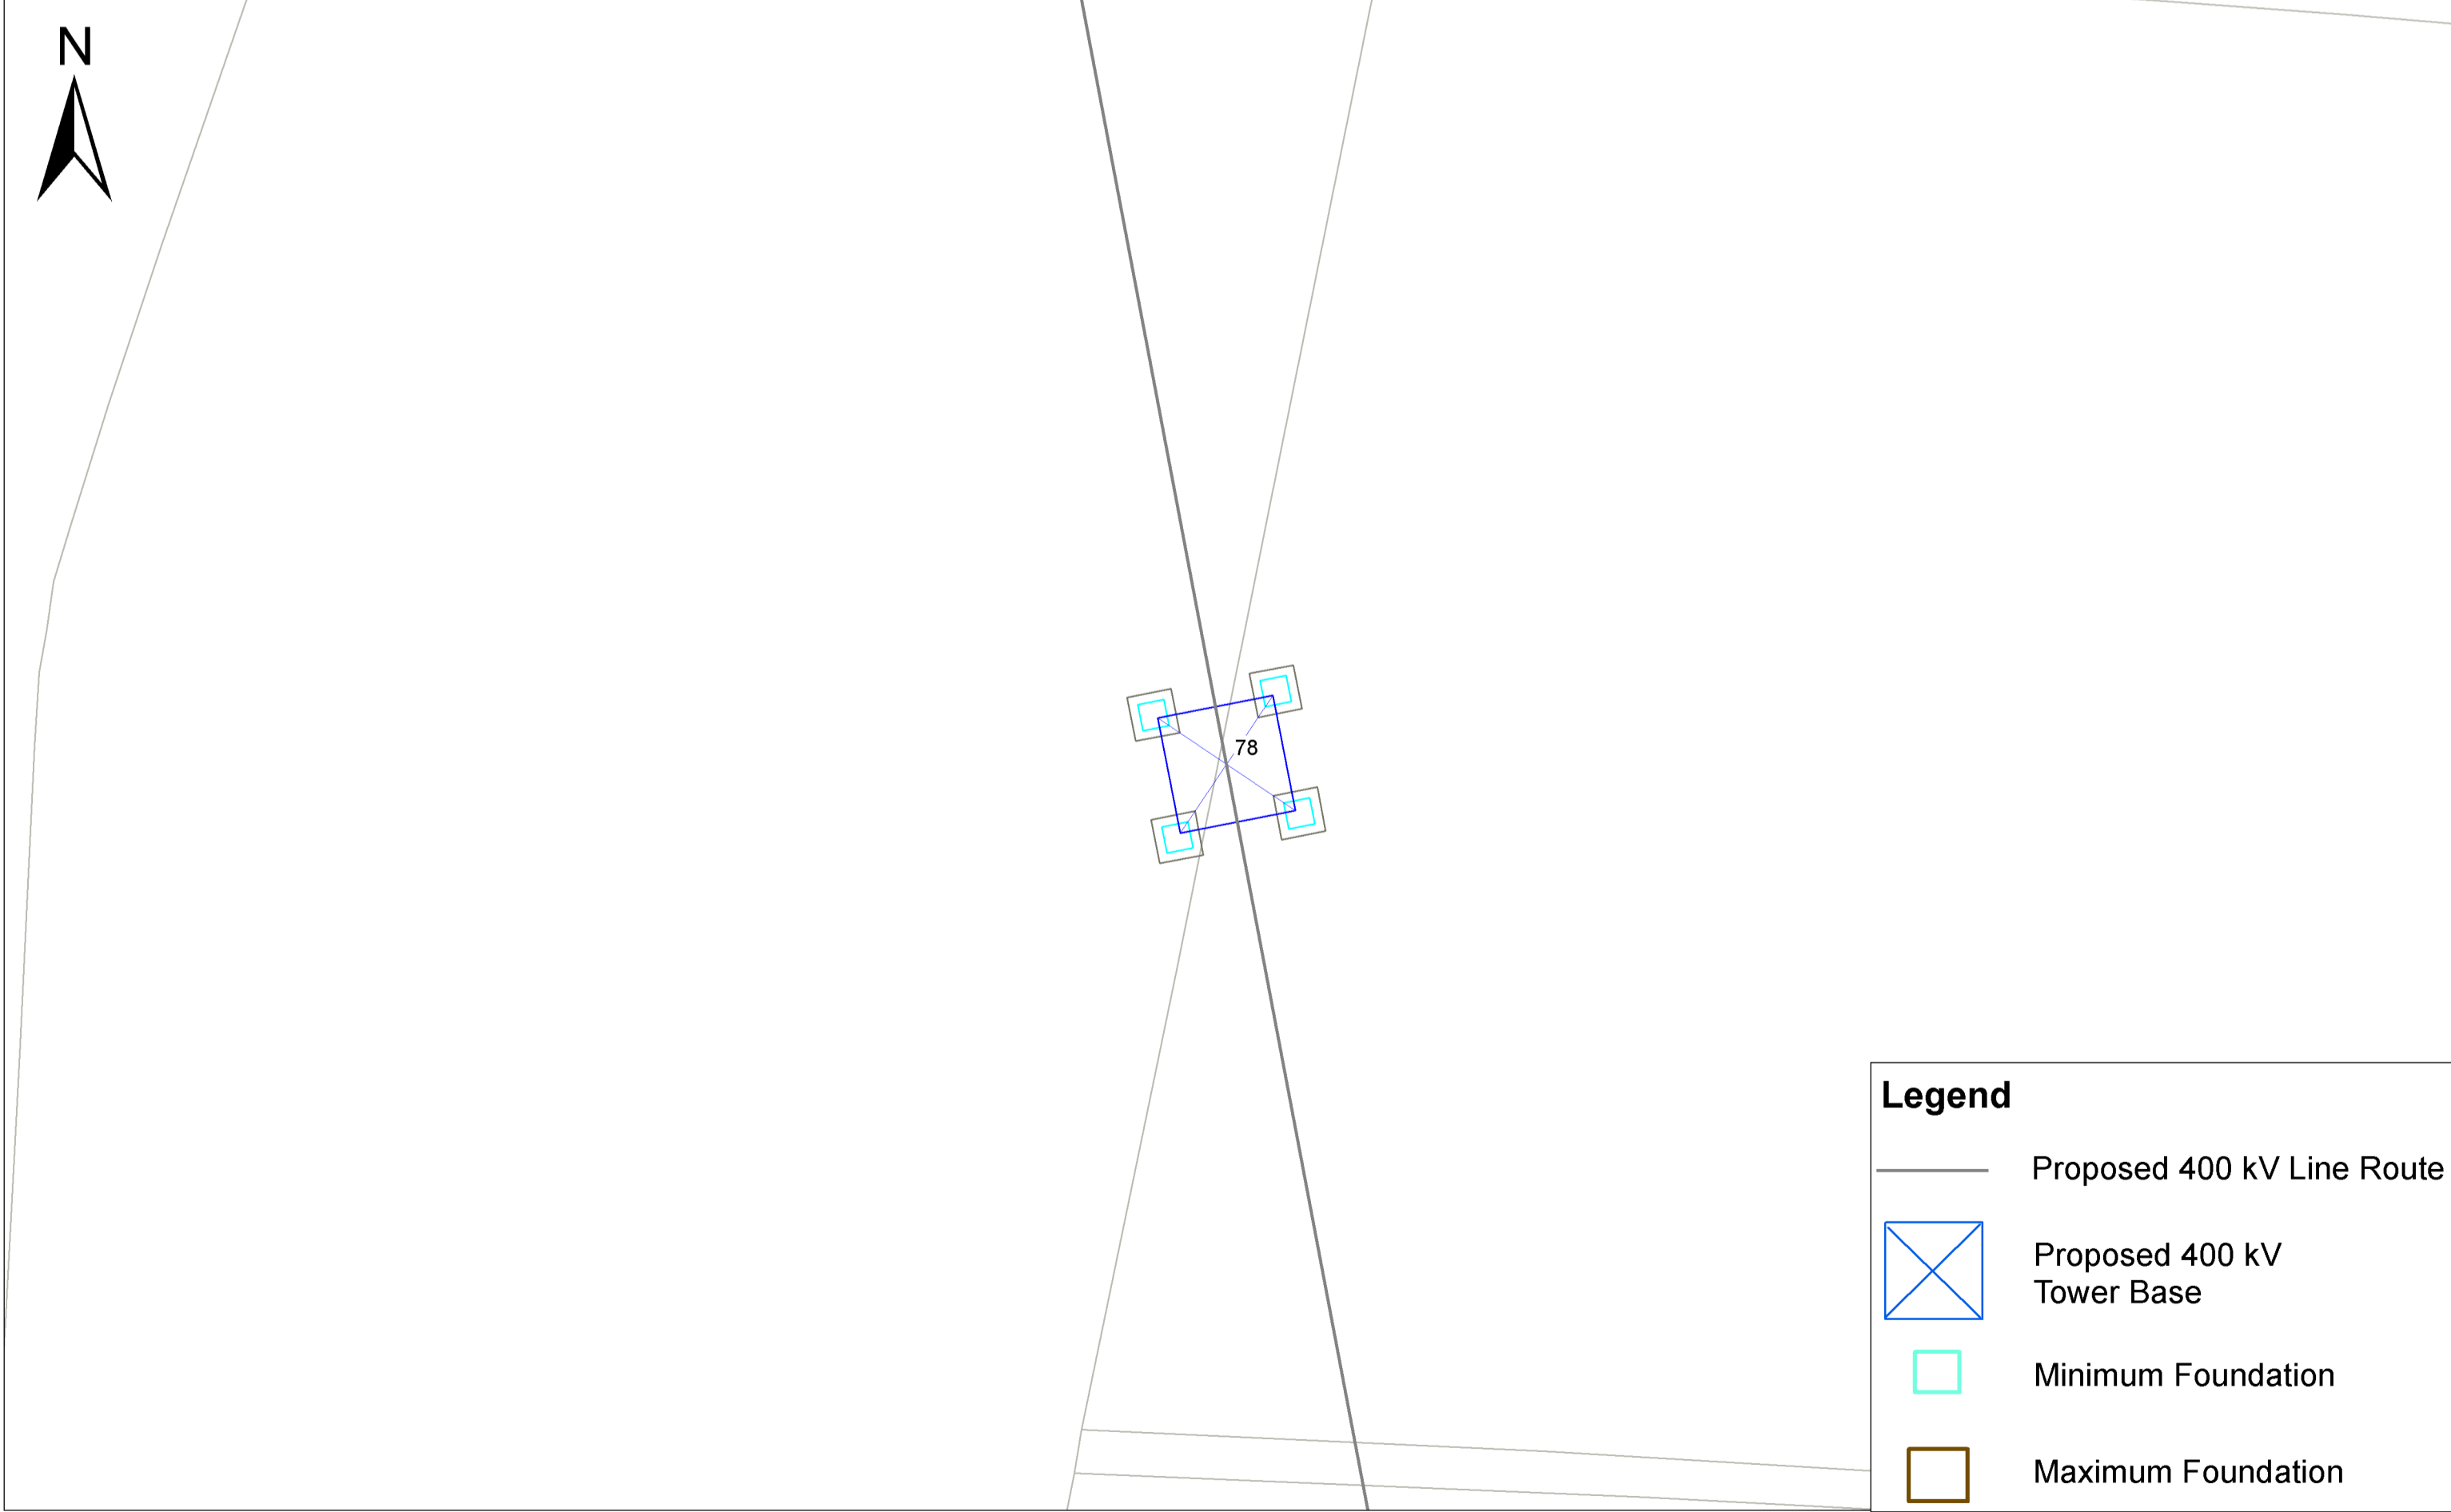 N
78
Legend
Proposed 400 kV Line Route
Proposed 400 kV
Tower Base
Minimum Foundation
Maximum Foundation